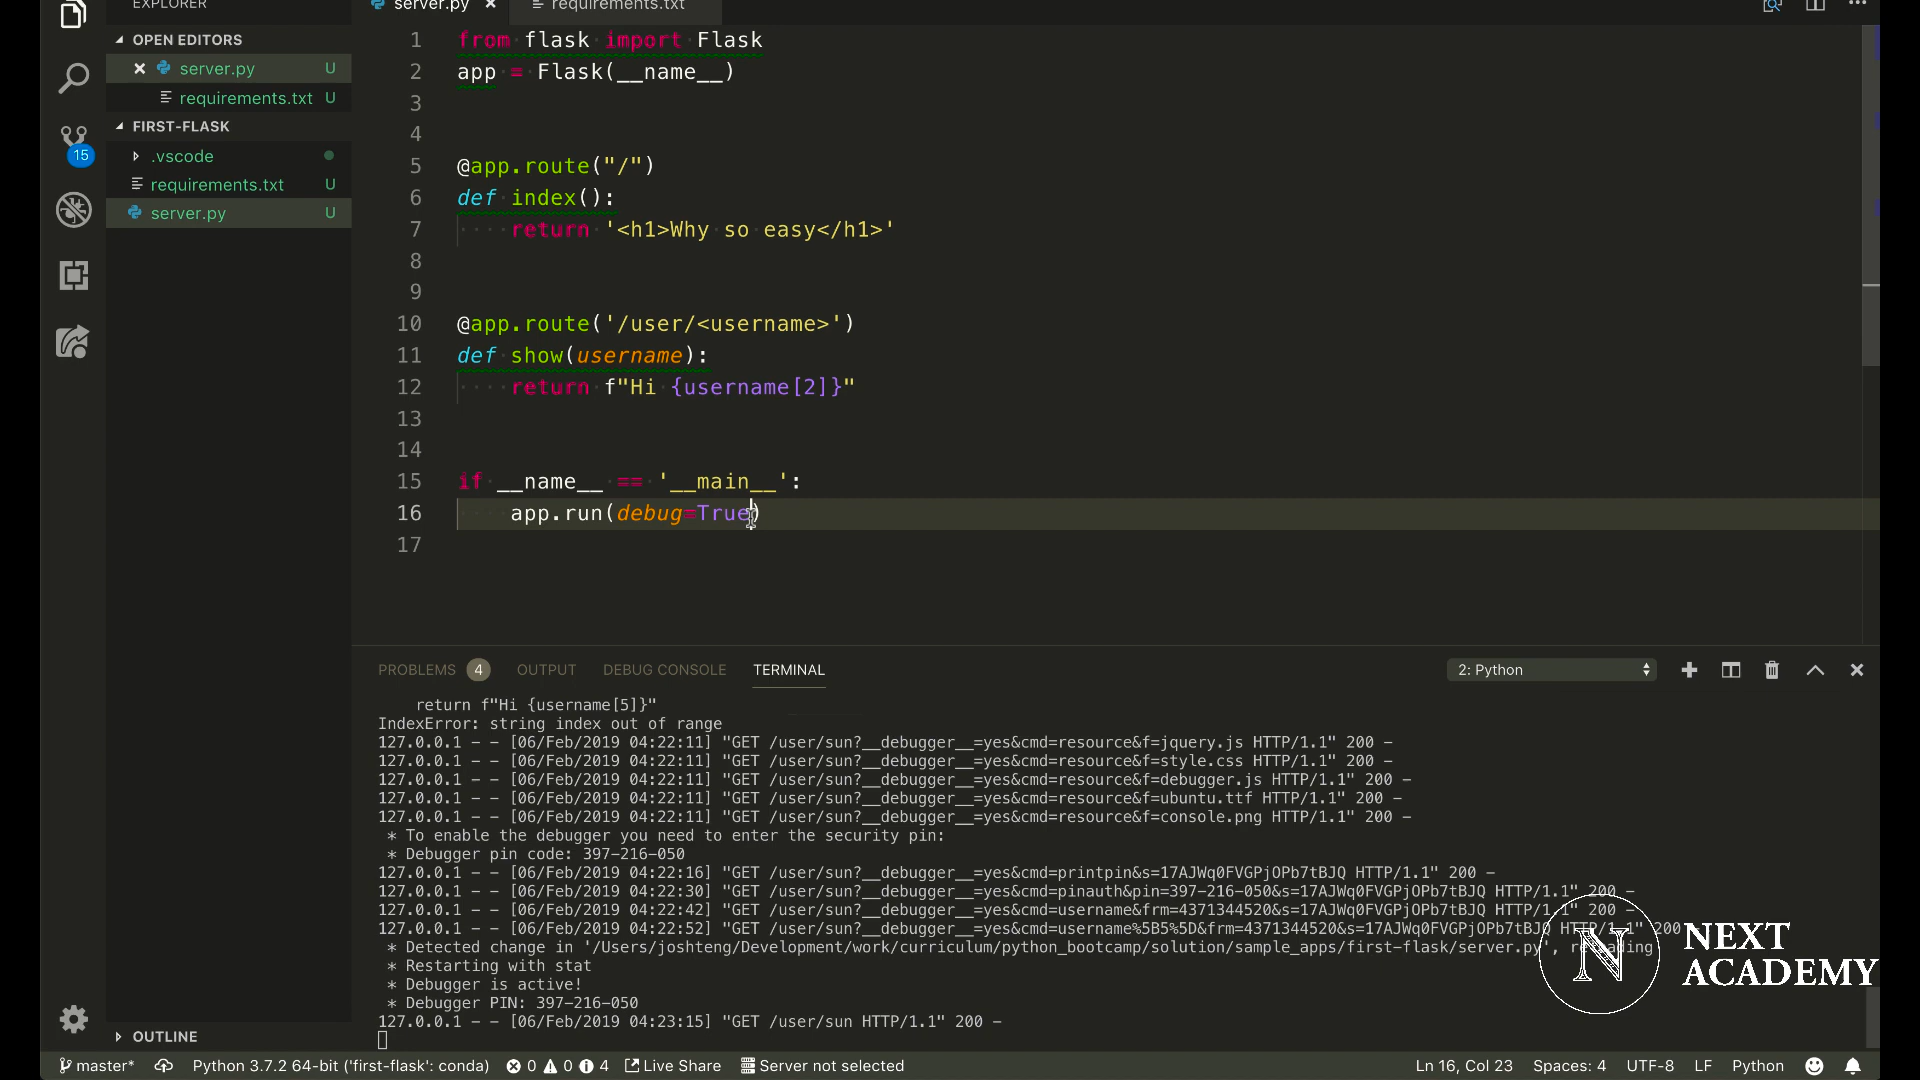 EXPLORER
OPEN EDITORS
server.py U
requirements.txt U
FIRST-FLASK
.vscode
requirements.txt U
server.py U
15
OUTLINE
server.py requirements.txt
1 from flask import Flask
2 app = Flask(__name__)
3
4
5 @app.route("/")
6 def index():
7 return '<h1>Why so easy</h1>'
8
9
10 @app.route('/user/<username>')
11 def show(username):
12 return f"Hi {username[2]}"
13
14
15 if __name__ == '__main__':
16 app.run(debug=True)
17
PROBLEMS 4 OUTPUT DEBUG CONSOLE TERMINAL 2: Python
return f"Hi {username[5]}"
IndexError: string index out of range
127.0.0.1 - - [06/Feb/2019 04:22:11] "GET /user/sun?__debugger__=yes&cmd=resource&f=jquery.js HTTP/1.1" 200 -
127.0.0.1 - - [06/Feb/2019 04:22:11] "GET /user/sun?__debugger__=yes&cmd=resource&f=style.css HTTP/1.1" 200 -
127.0.0.1 - - [06/Feb/2019 04:22:11] "GET /user/sun?__debugger__=yes&cmd=resource&f=debugger.js HTTP/1.1" 200 -
127.0.0.1 - - [06/Feb/2019 04:22:11] "GET /user/sun?__debugger__=yes&cmd=resource&f=ubuntu.ttf HTTP/1.1" 200 -
127.0.0.1 - - [06/Feb/2019 04:22:11] "GET /user/sun?__debugger__=yes&cmd=resource&f=console.png HTTP/1.1" 200 -
* To enable the debugger you need to enter the security pin:
* Debugger pin code: 397-216-050
127.0.0.1 - - [06/Feb/2019 04:22:16] "GET /user/sun?__debugger__=yes&cmd=printpin&s=17AJWq0FVGPjOPb7tBJQ HTTP/1.1" 200 -
127.0.0.1 - - [06/Feb/2019 04:22:30] "GET /user/sun?__debugger__=yes&cmd=pinauth&pin=397-216-050&s=17AJWq0FVGPjOPb7tBJQ HTTP/1.1" 200 -
127.0.0.1 - - [06/Feb/2019 04:22:42] "GET /user/sun?__debugger__=yes&cmd=username&frm=4371344520&s=17AJWq0FVGPjOPb7tBJQ HTTP/1.1" 200 -
127.0.0.1 - - [06/Feb/2019 04:22:52] "GET /user/sun?__debugger__=yes&cmd=username%5B5%5D&frm=4371344520&s=17AJWq0FVGPjOPb7tBJQ HTTP/1.1" 200
* Detected change in '/Users/joshteng/Development/work/curriculum/python_bootcamp/solution/sample_apps/first-flask/server.py', reloading
* Restarting with stat
* Debugger is active!
* Debugger PIN: 397-216-050
127.0.0.1 - - [06/Feb/2019 04:23:15] "GET /user/sun HTTP/1.1" 200 -
N
NEXT
ACADEMY
master* Python 3.7.2 64-bit ('first-flask': conda) 0 0 4 Live Share Server not selected Ln 16, Col 23 Spaces: 4 UTF-8 LF Python